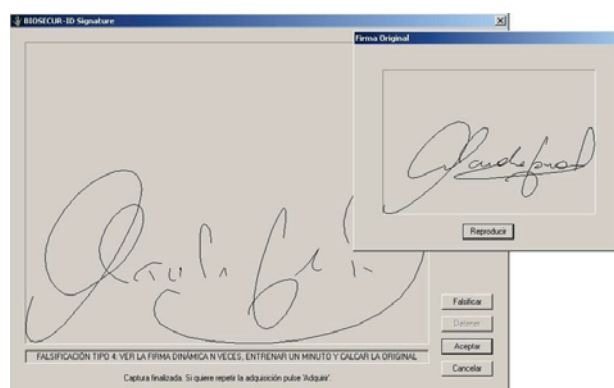 BIOSECUR-ID Signature
Firma Original
Reproducir
Falsificar
Detener
Aceptar
Cancelar
FALSIFICACIÓN TIPO 4: VER LA FIRMA DINÁMICA N VECES, ENTRENAR UN MINUTO Y CALCAR LA ORIGINAL
Captura finalizada. Si quiere repetir la adquisición pulse 'Adquirir'.